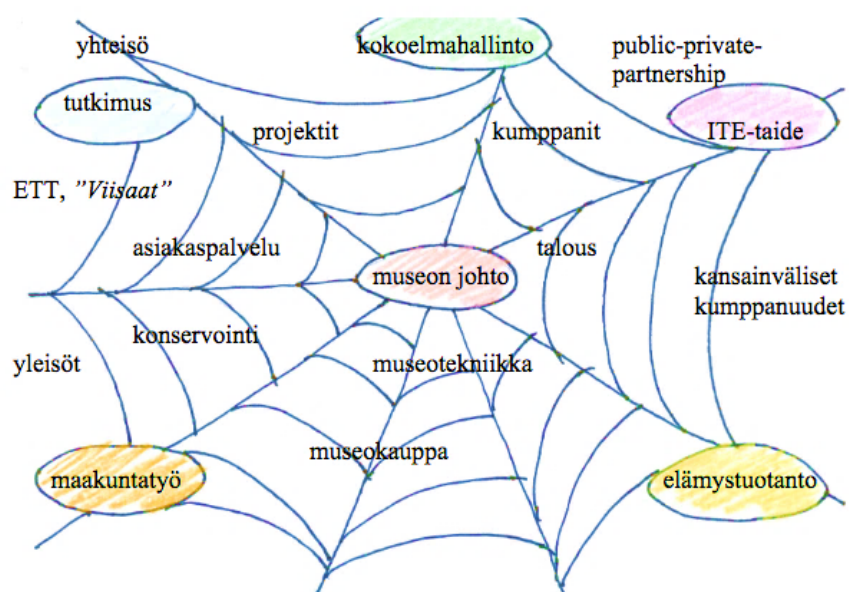 yhteisö
kokoelmahallinto
public-private-
partnership
tutkimus
projektit
kumppanit
ITE-taide
ETT, ”Viisaat”
asiakaspalvelu
talous
museon johto
kansainväliset
kumppanuudet
konservointi
yleisöt
museotekniikka
museokauppa
maakuntatyö
elämystuotanto